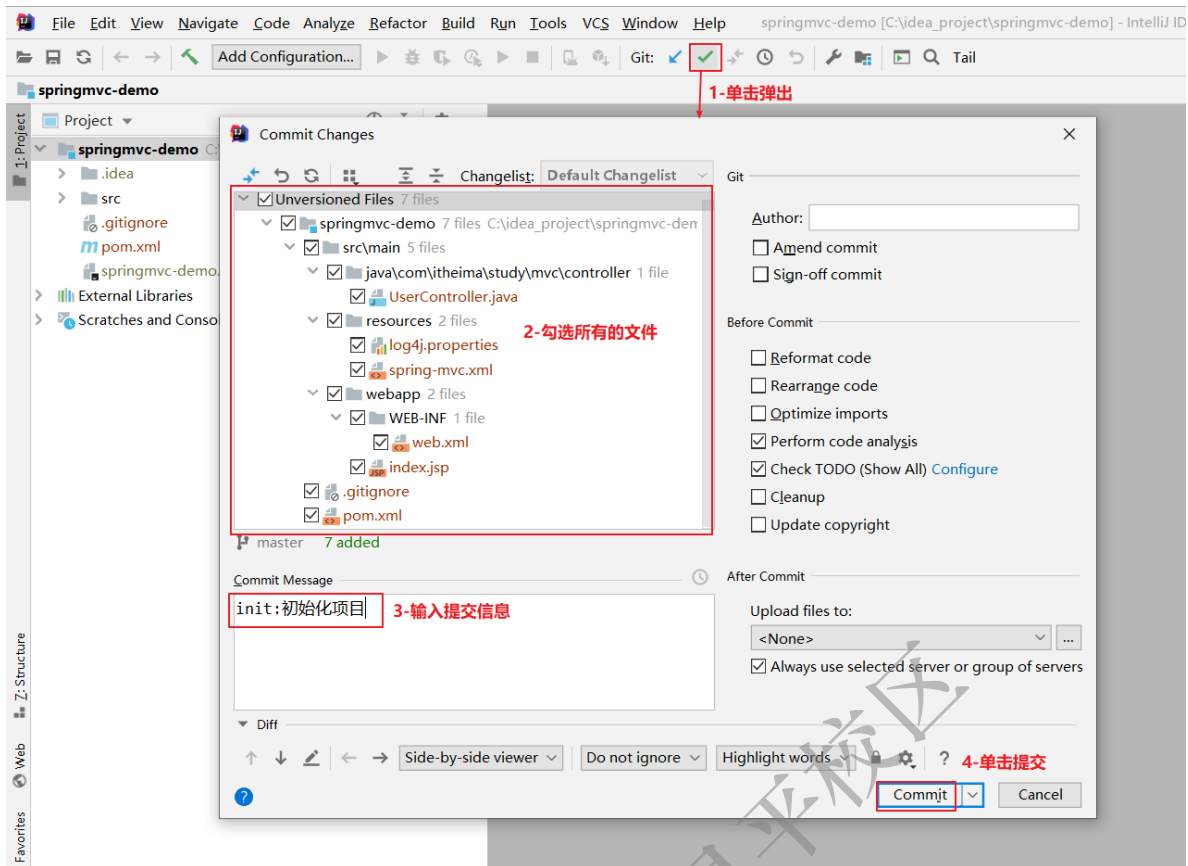 File Edit View Navigate Code Analyze Refactor Build Run Tools VCS Window Help springmvc-demo [C:\idea_project\springmvc-demo] - IntelliJ ID
Add Configuration... Git: Tail
springmvc-demo
1-单击弹出
1: Project
Project
springmvc-demo C:
.idea
src
.gitignore
pom.xml
springmvc-demo.
External Libraries
Scratches and Consol
Z: Structure
Web
Favorites
Commit Changes
Changelist: Default Changelist
Unversioned Files 7 files
springmvc-demo 7 files C:\idea_project\springmvc-dem
src\main 5 files
java\com\itheima\study\mvc\controller 1 file
UserController.java
resources 2 files
2-勾选所有的文件
log4j.properties
spring-mvc.xml
webapp 2 files
WEB-INF 1 file
web.xml
index.jsp
.gitignore
pom.xml
master 7 added
Commit Message
init:初始化项目
3-输入提交信息
Git
Author:
Amend commit
Sign-off commit
Before Commit
Reformat code
Rearrange code
Optimize imports
Perform code analysis
Check TODO (Show All) Configure
Cleanup
Update copyright
After Commit
Upload files to:
<None>
...
Always use selected server or group of servers
Diff
Side-by-side viewer Do not ignore Highlight words ?
4-单击提交
? Commit Cancel
平校区